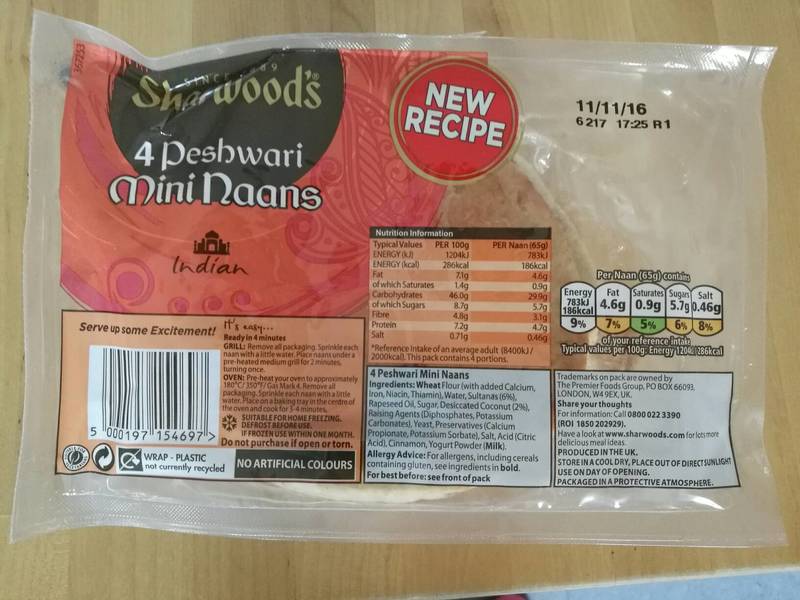 367253
SINCE 1889
Sharwood's®
4 Peshwari
Mini Naans
Indian
NEW
RECIPE
11/11/16
6217 17:25 R1
Nutrition Information
Typical Values PER 100g PER Naan (65g)
ENERGY (kJ) 1204kJ 783kJ
ENERGY (kcal) 286kcal 186kcal
Fat 7.1g 4.6g
of which Saturates 1.4g 0.9g
Carbohydrates 46.0g 29.9g
of which Sugars 8.7g 5.7g
Fibre 4.8g 3.1g
Protein 7.2g 4.7g
Salt 0.71g 0.46g
*Reference Intake of an average adult (8400kJ/
2000kcal). This pack contains 4 portions.
Per Naan (65g) contains
Energy Fat Saturates Sugars Salt
783kJ 4.6g 0.9g 5.7g 0.46g
186kcal
9% 7% 5% 6% 8%
of your reference intake
Typical values per 100g: Energy 1204kJ/286kcal
Serve up some Excitement!
It's easy...
Ready in 4 minutes
GRILL: Remove all packaging. Sprinkle each
naan with a little water. Place naans under a
pre-heated medium grill for 2 minutes,
turning once.
OVEN: Pre-heat your oven to approximately
180°C/350°F/Gas Mark 4. Remove all
packaging. Sprinkle each naan with a little
water. Place on a baking tray in the centre of
the oven and cook for 3-4 minutes.
SUITABLE FOR HOME FREEZING.
DEFROST BEFORE USE.
IF FROZEN USE WITHIN ONE MONTH.
Do not purchase if open or torn.
5 000197 154697 >
WRAP - PLASTIC
not currently recycled
NO ARTIFICIAL COLOURS
4 Peshwari Mini Naans
Ingredients: Wheat Flour (with added Calcium,
Iron, Niacin, Thiamin), Water, Sultanas (6%),
Rapeseed Oil, Sugar, Desiccated Coconut (2%),
Raising Agents (Diphosphates, Potassium
Carbonates), Yeast, Preservatives (Calcium
Propionate, Potassium Sorbate), Salt, Acid (Citric
Acid), Cinnamon, Yogurt Powder (Milk).
Allergy Advice: For allergens, including cereals
containing gluten, see ingredients in bold.
For best before: see front of pack
Trademarks on pack are owned by
The Premier Foods Group, PO BOX 66093,
LONDON, W4 9EX, UK.
Share your thoughts
For information: Call 0800 022 3390
(ROI 1850 202929).
Have a look at www.sharwoods.com for lots more
delicious meal ideas.
PRODUCED IN THE UK.
STORE IN A COOL DRY, PLACE OUT OF DIRECT SUNLIGHT
USE ON DAY OF OPENING.
PACKAGED IN A PROTECTIVE ATMOSPHERE.